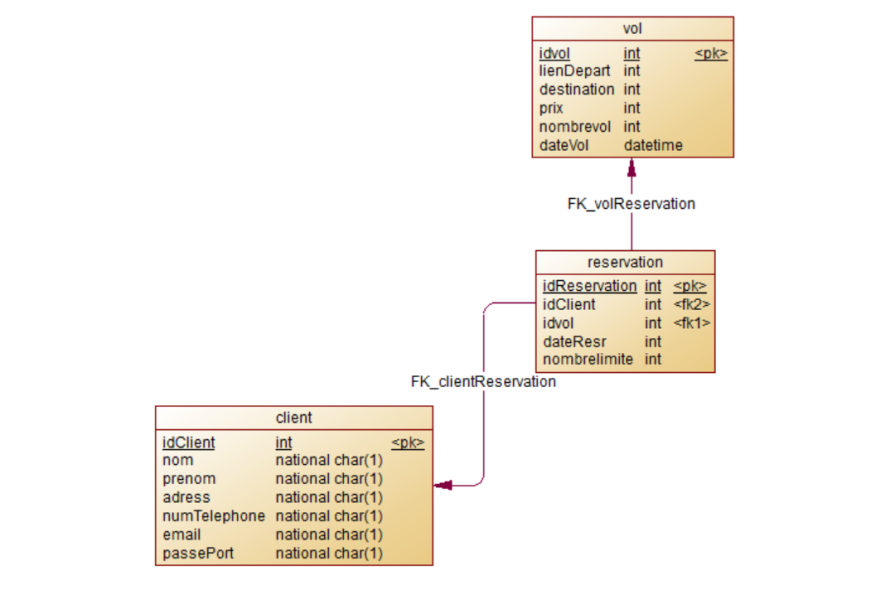 vol
idvol int <pk>
lienDepart int
destination int
prix int
nombrevol int
dateVol datetime
FK_volReservation
reservation
idReservation int <pk>
idClient int <fk2>
idvol int <fk1>
dateResr int
nombrelimite int
FK_clientReservation
client
idClient int <pk>
nom national char(1)
prenom national char(1)
adress national char(1)
numTelephone national char(1)
email national char(1)
passePort national char(1)